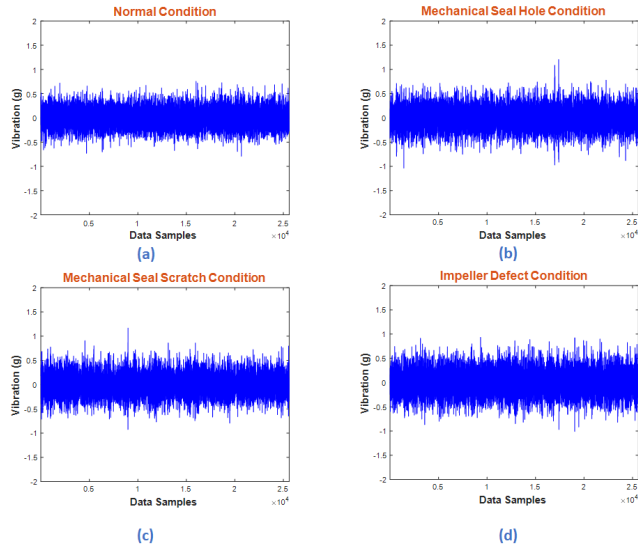 Normal Condition
2
1.5
1
0.5
0
-0.5
-1
-1.5
-2
Vibration (g)
0.5 1 1.5 2 2.5
×10⁴
Data Samples
(a)
Mechanical Seal Hole Condition
2
1.5
1
0.5
0
-0.5
-1
-1.5
-2
Vibration (g)
0.5 1 1.5 2 2.5
×10⁴
Data Samples
(b)
Mechanical Seal Scratch Condition
2
1.5
1
0.5
0
-0.5
-1
-1.5
-2
Vibration (g)
0.5 1 1.5 2 2.5
×10⁴
Data Samples
(c)
Impeller Defect Condition
2
1.5
1
0.5
0
-0.5
-1
-1.5
-2
Vibration (g)
0.5 1 1.5 2 2.5
×10⁴
Data Samples
(d)